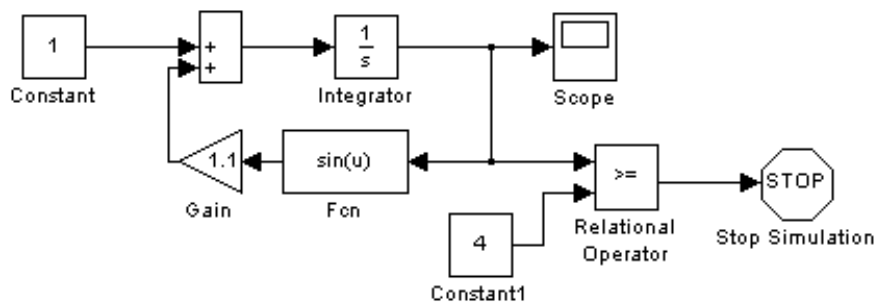 1
Constant
+
+
1
s
Integrator
Scope
1.1
Gain
sin(u)
Fcn
>=
Relational
Operator
STOP
Stop Simulation
4
Constant1